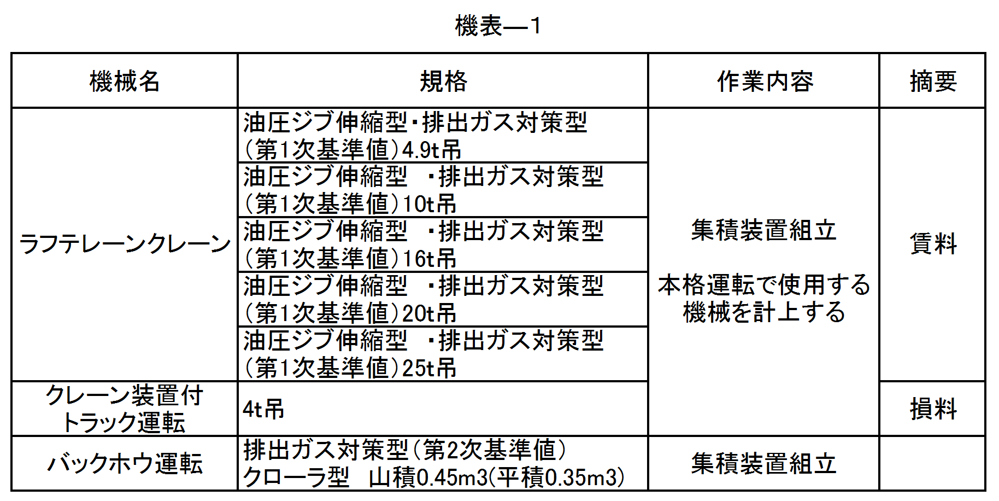 機表―1
機械名 規格 作業内容 摘要
ラフテレーンクレーン
油圧ジブ伸縮型・排出ガス対策型
（第1次基準値）4.9t吊
油圧ジブ伸縮型　・排出ガス対策型
（第1次基準値）10t吊
油圧ジブ伸縮型　・排出ガス対策型
（第1次基準値）16t吊
油圧ジブ伸縮型　・排出ガス対策型
（第1次基準値）20t吊
油圧ジブ伸縮型　・排出ガス対策型
（第1次基準値）25t吊
集積装置組立
本格運転で使用する
機械を計上する
賃料
クレーン装置付
トラック運転
4t吊
損料
バックホウ運転
排出ガス対策型（第2次基準値）
クローラ型　山積0.45m3(平積0.35m3)
集積装置組立